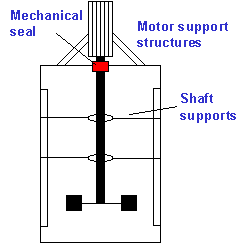 Mechanical
seal
Motor support
structures
Shaft
supports